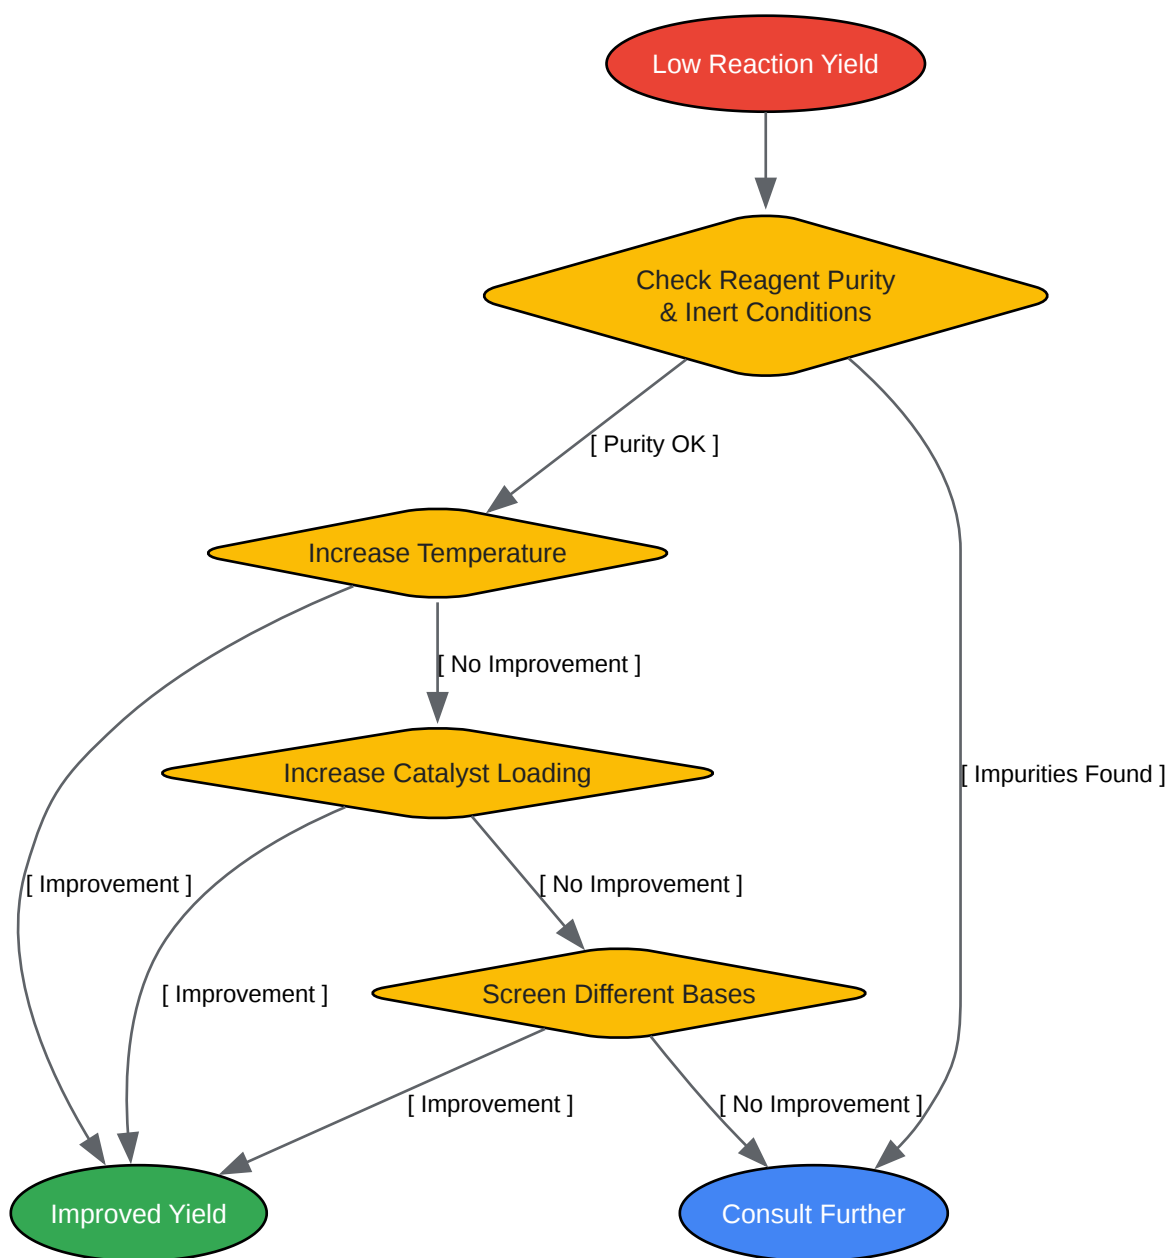 Low Reaction Yield
Check Reagent Purity
& Inert Conditions
[ Purity OK ]
Increase Temperature
[ No Improvement ]
Increase Catalyst Loading
[ Impurities Found ]
[ Improvement ]
[ No Improvement ]
[ Improvement ]
Screen Different Bases
[ Improvement ]
[ No Improvement ]
Improved Yield
Consult Further